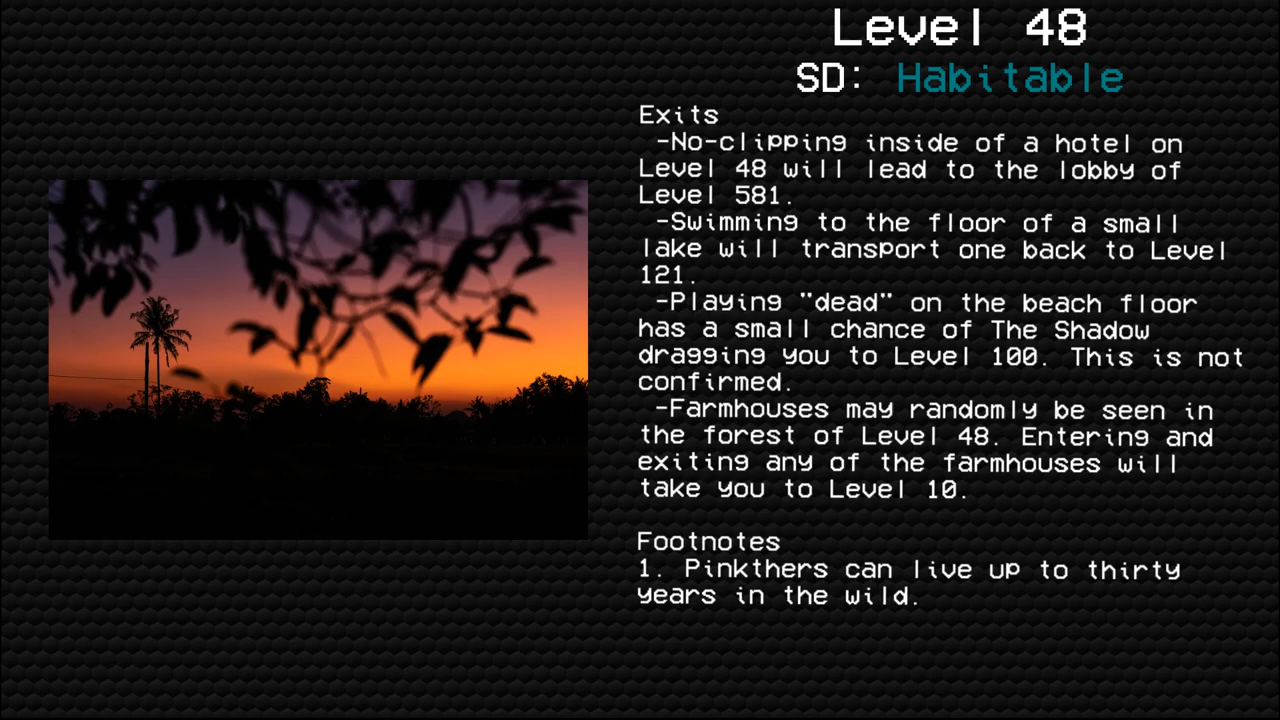 Level 48
SD: Habitable
Exits
-No-clipping inside of a hotel on
Level 48 will lead to the lobby of
Level 581.
-Swimming to the floor of a small
lake will transport one back to Level
121.
-Playing "dead" on the beach floor
has a small chance of The Shadow
dragging you to Level 100. This is not
confirmed.
-Farmhouses may randomly be seen in
the forest of Level 48. Entering and
exiting any of the farmhouses will
take you to Level 10.
Footnotes
1. Pinkthers can live up to thirty
years in the wild.